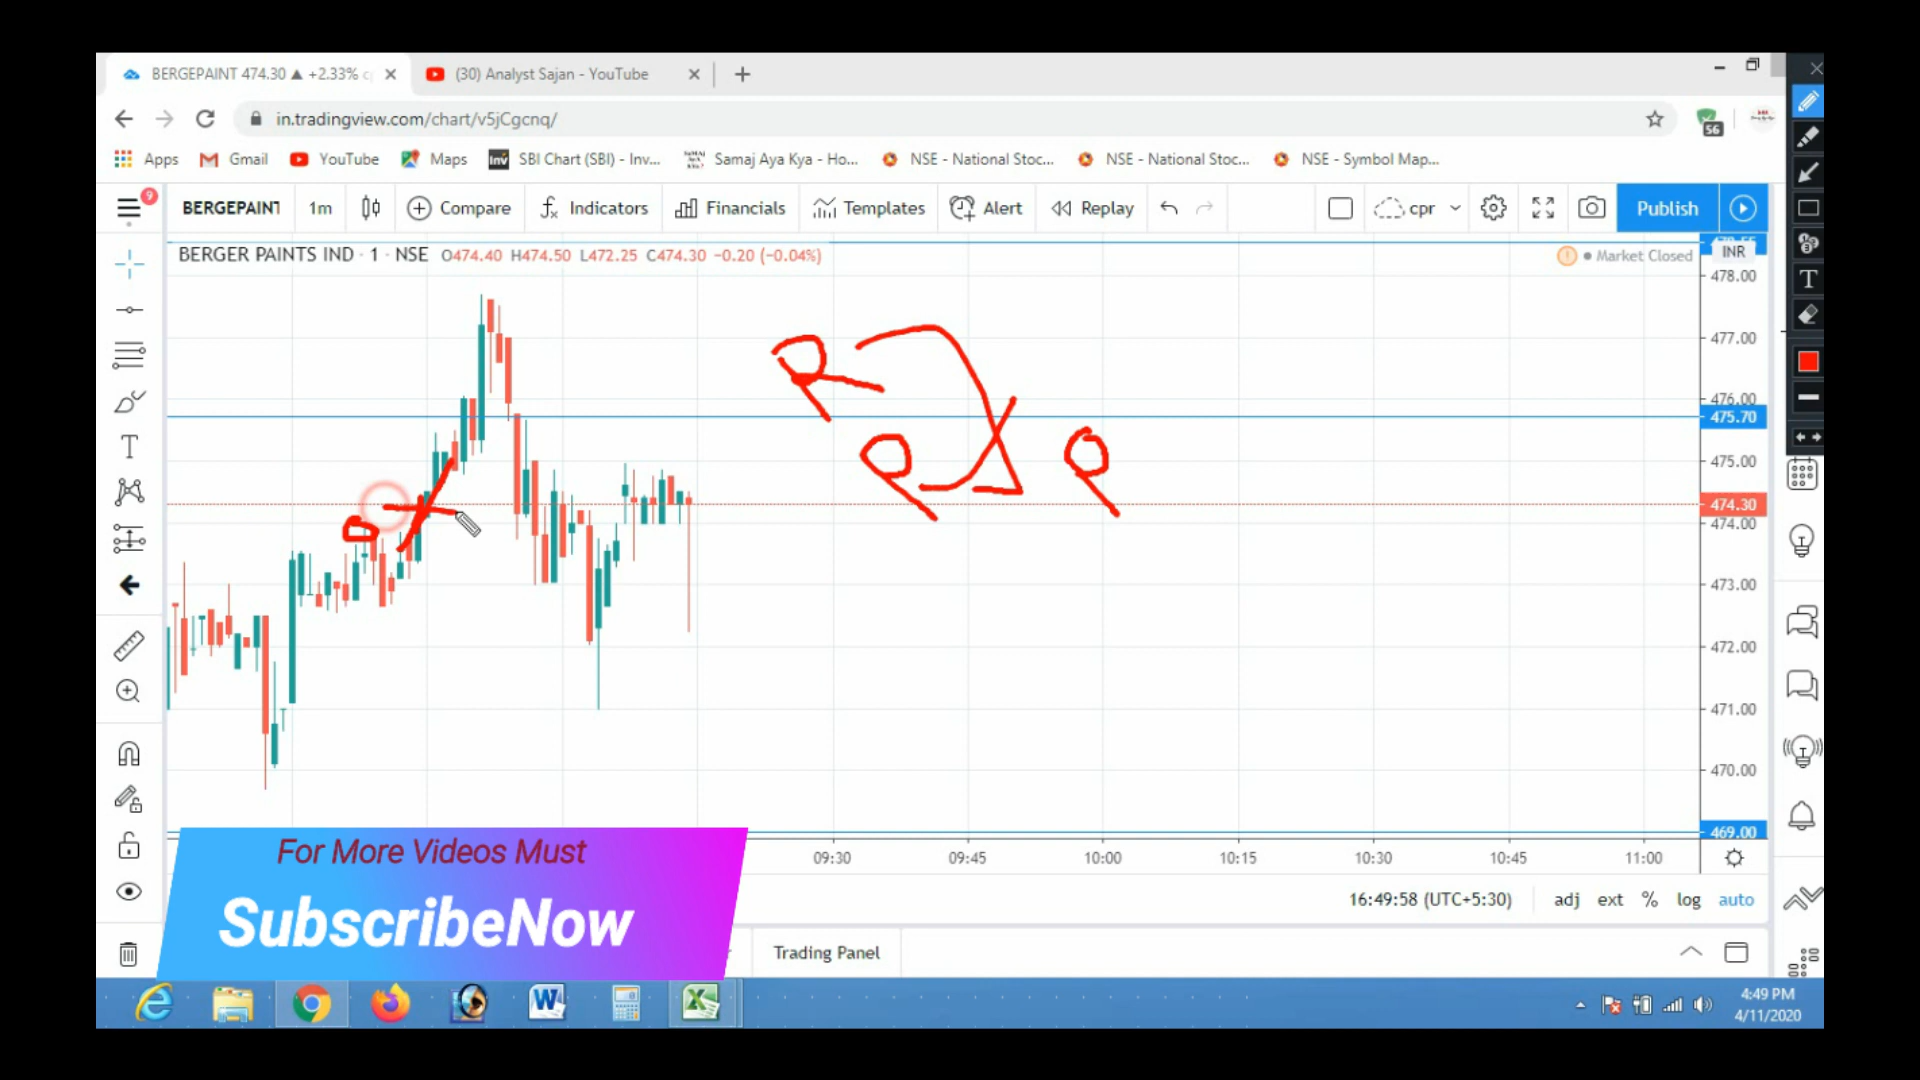 BERGEPAINT 474.30 ▲ +2.33%
(30) Analyst Sajan - YouTube
in.tradingview.com/chart/v5jCgcnq/
56
Apps
Gmail
YouTube
Maps
Inv
SBI Chart (SBI) - Inv...
Samaj Aya Kya - Ho...
NSE - National Stoc...
NSE - National Stoc...
NSE - Symbol Map...
9
BERGEPAINT
1m
Compare
Indicators
Financials
Templates
Alert
Replay
cpr
Publish
BERGER PAINTS IND · 1 · NSE O474.40 H474.50 L472.25 C474.30 −0.20 (−0.04%)
Market Closed
INR
478.00
477.00
476.00
475.70
475.00
474.30
474.00
473.00
472.00
471.00
470.00
469.00
R
For More Videos Must
SubscribeNow
09:30
09:45
10:00
10:15
10:30
10:45
11:00
16:49:58 (UTC+5:30)
adj
ext
%
log
auto
Trading Panel
4:49 PM
4/11/2020